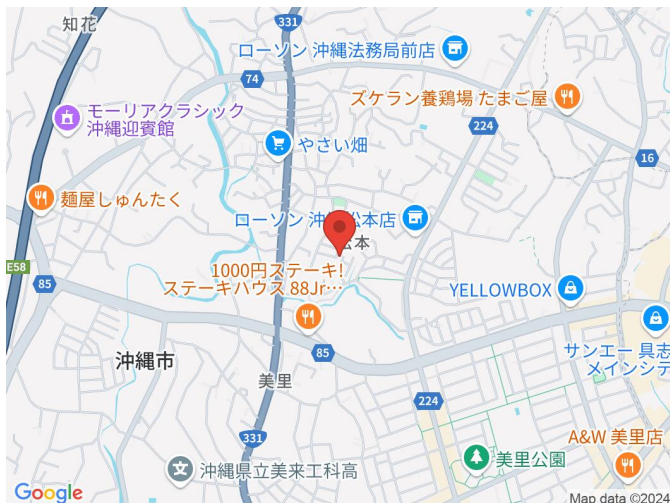 知花
331
ローソン 沖縄法務局前店
74
ズケラン養鶏場 たまご屋
モーリアクラシック
沖縄迎賓館
224
やさい畑
16
麺屋しゅんたく
ローソン 沖縄松本店
松本
E58
85
1000円ステーキ!
ステーキハウス 88Jr…
YELLOWBOX
サンエー 具志
メインシテ
85
沖縄市
美里
224
331
A&W 美里店
美里公園
沖縄県立美来工科高
Google
Map data ©2024